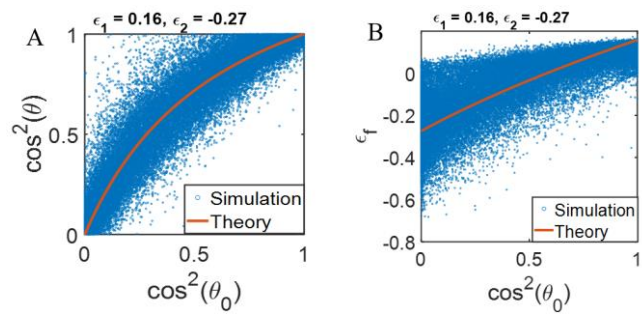 A
ϵ1 = 0.16, ϵ2 = -0.27
cos²(θ)
1
0.5
0
0
0.5
1
cos²(θ0)
Simulation
Theory
B
ϵ1 = 0.16, ϵ2 = -0.27
ϵf
0
-0.2
-0.4
-0.6
-0.8
0
0.5
1
cos²(θ0)
Simulation
Theory